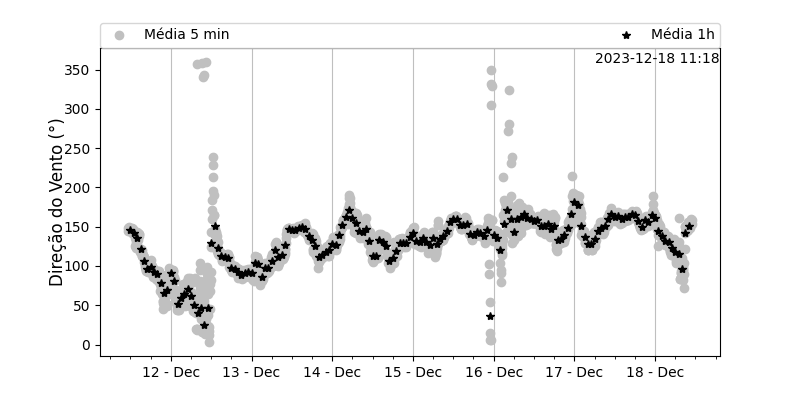 Média 5 min
Média 1h
2023-12-18 11:18
Direção do Vento (°)
350
300
250
200
150
100
50
0
12 - Dec
13 - Dec
14 - Dec
15 - Dec
16 - Dec
17 - Dec
18 - Dec